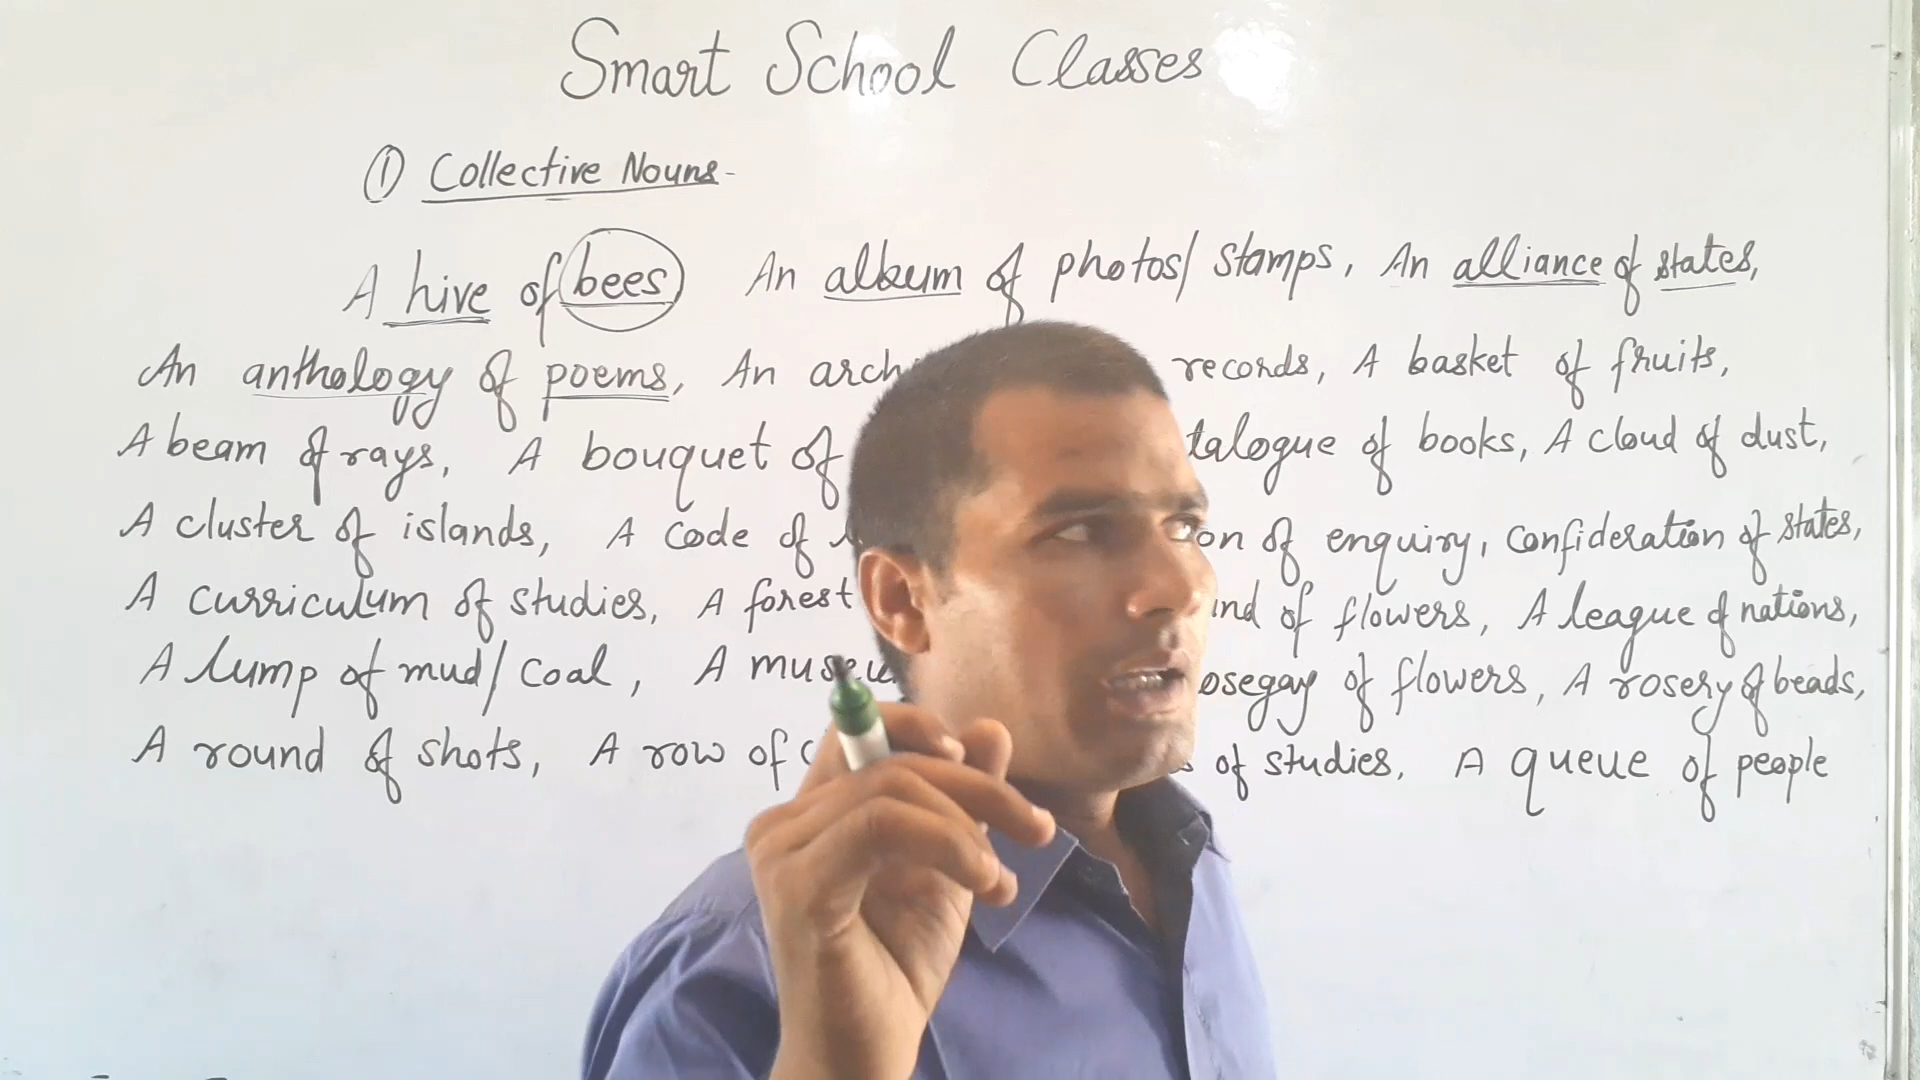 Smart School Classes
① Collective Nouns-
A hive of bees An album of photos/ stamps, An alliance of states,
An anthology of poems, An records, A basket of fruits,
A beam of rays, A bouquet of of books, A cloud of dust,
A cluster of islands, A code of of enquiry, confideration of states,
A curriculum of studies, A forest of flowers, A league of nations,
A lump of mud/ coal, A of flowers, A rosery of beads,
A round of shots, A row of of studies, A queue of people